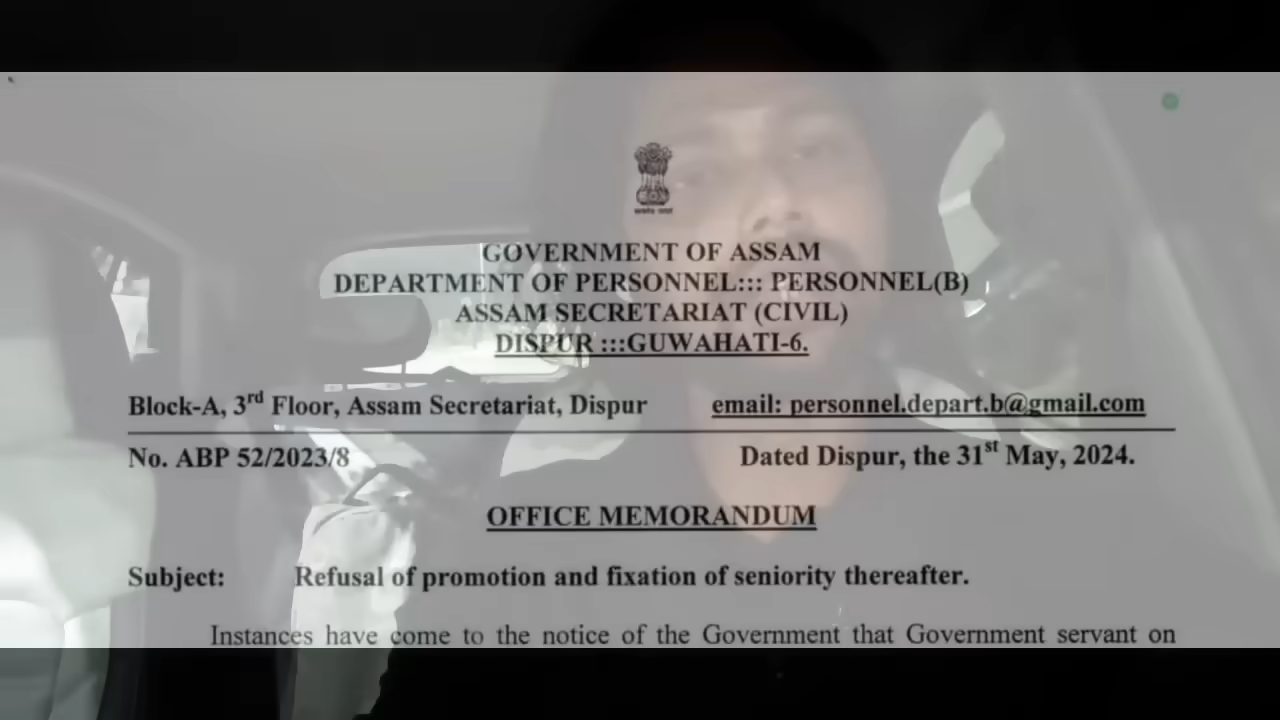 GOVERNMENT OF ASSAM
DEPARTMENT OF PERSONNEL::: PERSONNEL(B)
ASSAM SECRETARIAT (CIVIL)
DISPUR :::GUWAHATI-6.
Block-A, 3rd Floor, Assam Secretariat, Dispur email: personnel.depart.b@gmail.com
No. ABP 52/2023/8 Dated Dispur, the 31st May, 2024.
OFFICE MEMORANDUM
Subject: Refusal of promotion and fixation of seniority thereafter.
Instances have come to the notice of the Government that Government servant on